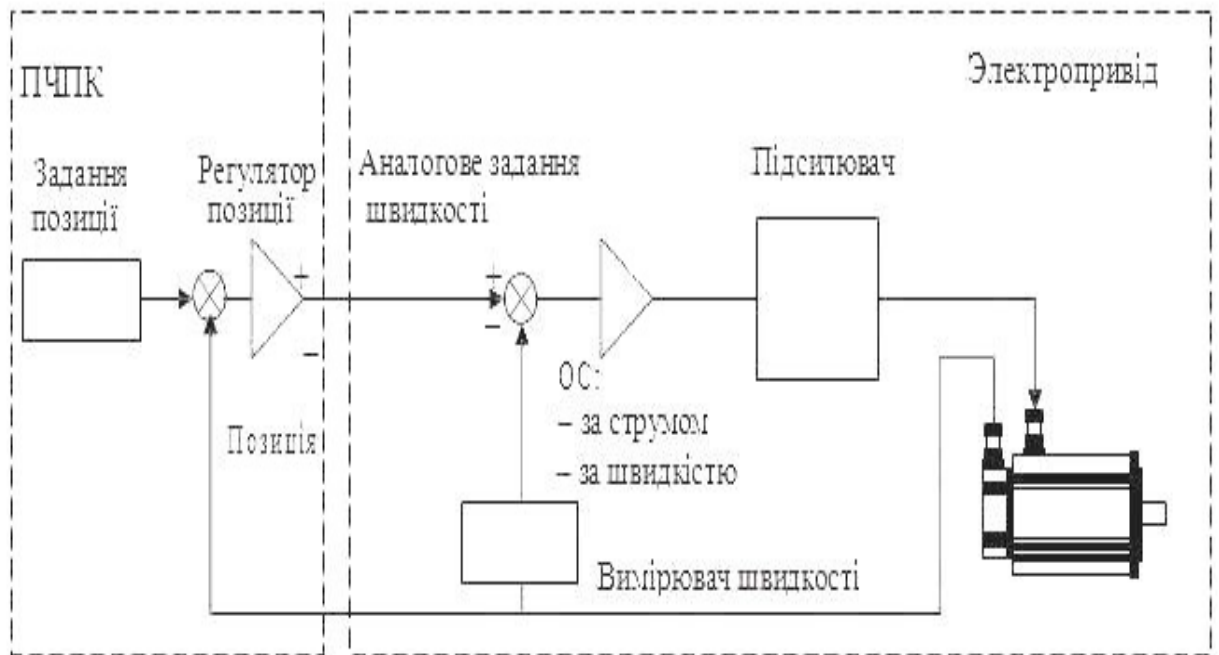 ПЧПК
Электропривід
Задання
позиції
Регулятор
позиції
Аналогове задання
швидкості
Підсилювач
+
–
+
–
ОС:
– за струмом
– за швидкістю
Позиція
Вимірювач швидкості